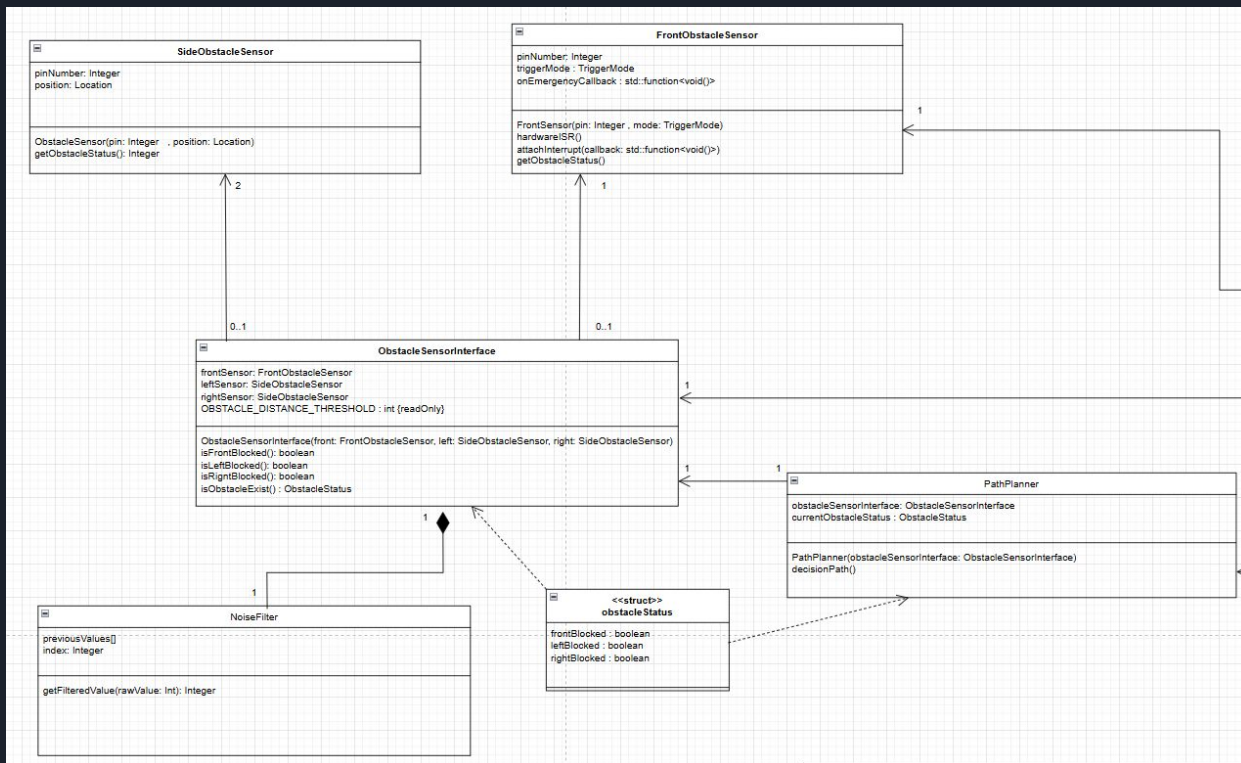 SideObstacleSensor
pinNumber: Integer
position: Location
ObstacleSensor(pin: Integer , position: Location)
getObstacleStatus(): Integer
2
0..1
FrontObstacleSensor
pinNumber: Integer
triggerMode : TriggerMode
onEmergencyCallback : std::function<void()>
FrontSensor(pin: Integer , mode: TriggerMode)
hardwareISR()
attachInterrupt(callback: std::function<void()>)
getObstacleStatus()
1
1
0..1
ObstacleSensorInterface
frontSensor: FrontObstacleSensor
leftSensor: SideObstacleSensor
rightSensor: SideObstacleSensor
OBSTACLE_DISTANCE_THRESHOLD : int {readOnly}
ObstacleSensorInterface(front: FrontObstacleSensor, left: SideObstacleSensor, right: SideObstacleSensor)
isFrontBlocked(): boolean
isLeftBlocked(): boolean
isRigntBlocked(): boolean
isObstacleExist() : ObstacleStatus
1
1
1
PathPlanner
obstacleSensorInterface: ObstacleSensorInterface
currentObstacleStatus : ObstacleStatus
PathPlanner(obstacleSensorInterface: ObstacleSensorInterface)
decisionPath()
1
1
NoiseFilter
previousValues[]
index: Integer
getFilteredValue(rawValue: Int): Integer
<<struct>>
obstacleStatus
frontBlocked : boolean
leftBlocked : boolean
rightBlocked : boolean